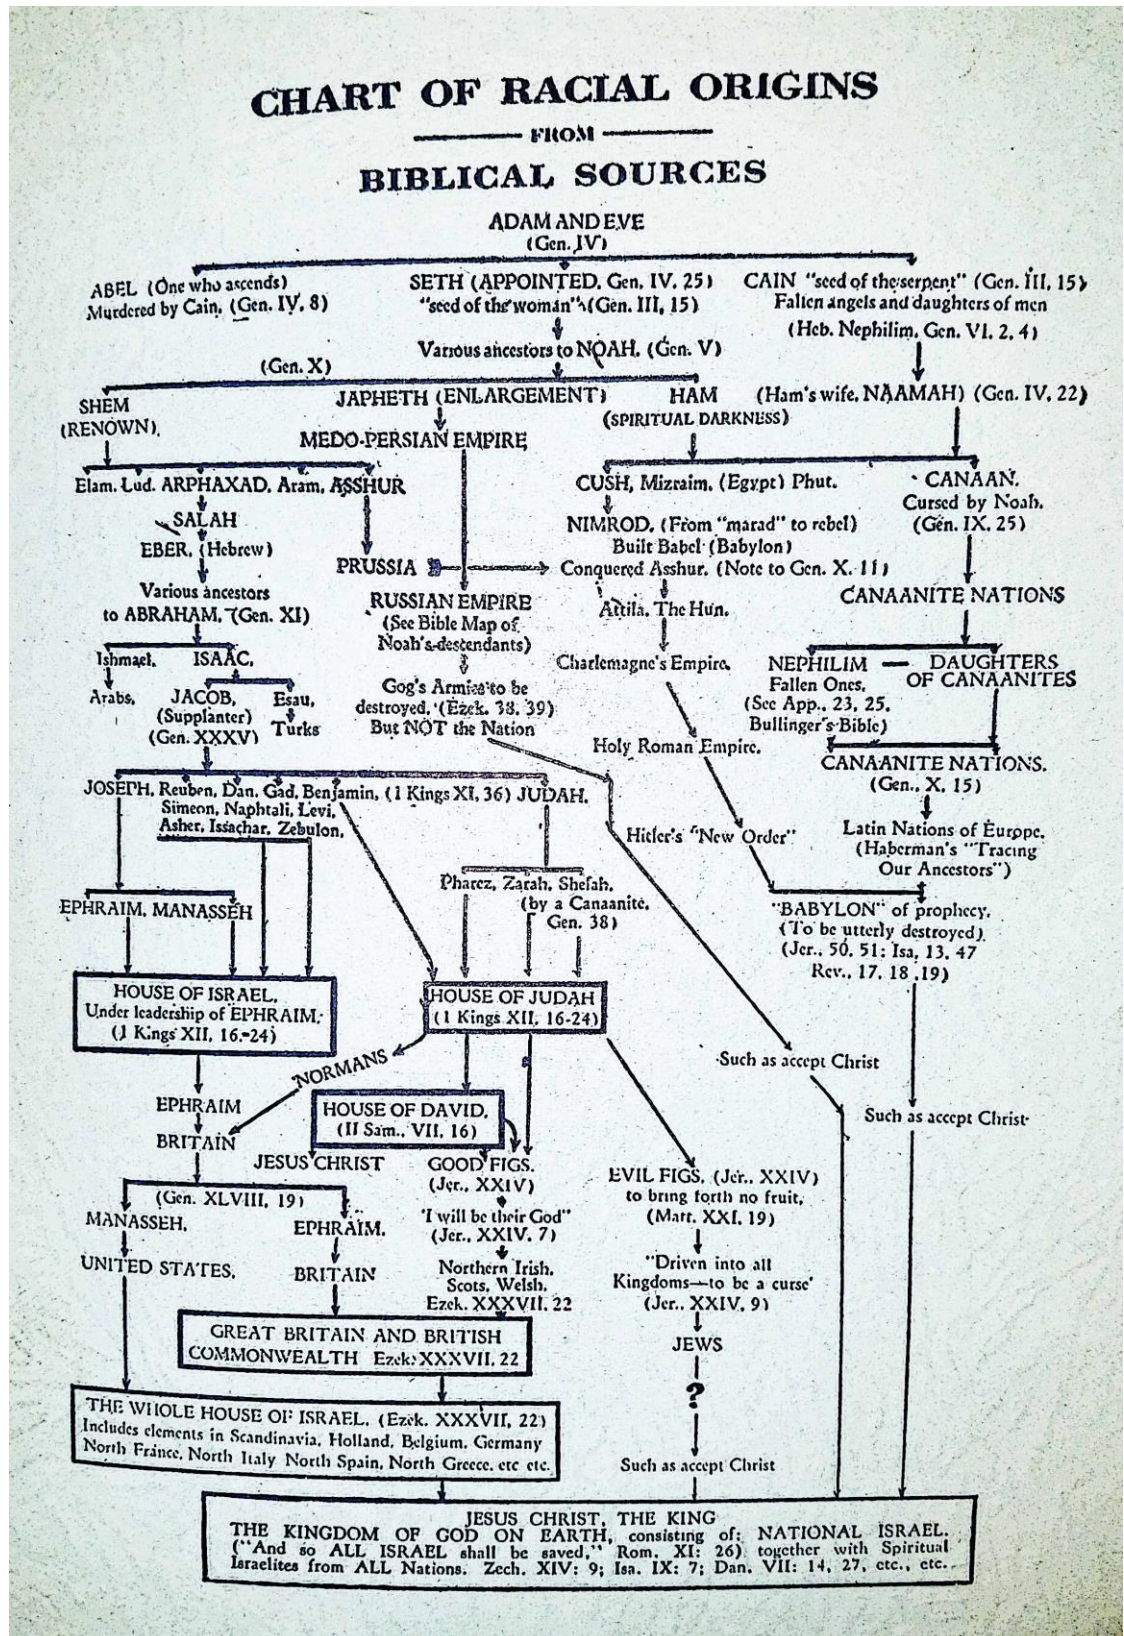 CHART OF RACIAL ORIGINS
FROM
BIBLICAL SOURCES
ADAM AND EVE
(Gen. IV)
ABEL (One who ascends)
Murdered by Cain, (Gen. IV, 8)
SETH (APPOINTED, Gen. IV, 25)
"seed of the woman" (Gen. III, 15)
CAIN "seed of the serpent" (Gen. III, 15)
Fallen angels and daughters of men
(Heb. Nephilim, Gen. VI, 2, 4)
Various ancestors to NOAH, (Gen. V)
(Gen. X)
SHEM
(RENOWN),
JAPHETH (ENLARGEMENT)
HAM
(SPIRITUAL DARKNESS)
(Ham's wife, NAAMAH) (Gen. IV, 22)
MEDO-PERSIAN EMPIRE
Elam. Lud. ARPHAXAD, Aram, ASSHUR
CUSH, Mizraim, (Egypt) Phut.
CANAAN,
Cursed by Noah,
(Gen. IX, 25)
SALAH
EBER, (Hebrew)
NIMROD, (From "marad" to rebel)
Built Babel (Babylon)
PRUSSIA
Conquered Asshur, (Note to Gen. X, 11)
Various ancestors
to ABRAHAM, (Gen. XI)
RUSSIAN EMPIRE
(See Bible Map of
Noah's descendants)
Attila, The Hun.
CANAANITE NATIONS
Ishmael, ISAAC,
Arabs,
JACOB,
(Supplanter)
(Gen. XXXV)
Esau,
Turks
Gog's Armies to be
destroyed, (Ezek. 38, 39)
But NOT the Nation
Charlemagne's Empire,
NEPHILIM
Fallen Ones,
(See App., 23, 25,
Bullinger's Bible)
DAUGHTERS
OF CANAANITES
Holy Roman Empire,
CANAANITE NATIONS,
(Gen., X, 15)
JOSEPH, Reuben, Dan, Gad, Benjamin, (1 Kings XI, 36) JUDAH,
Simeon, Naphtali, Levi,
Asher, Issachar, Zebulon,
Hitler's "New Order"
Latin Nations of Europe,
(Haberman's "Tracing
Our Ancestors")
EPHRAIM, MANASSEH
Pharez, Zarah, Shelah,
(by a Canaanite,
Gen. 38)
"BABYLON" of prophecy,
(To be utterly destroyed)
(Jer., 50, 51; Isa, 13, 47
Rev., 17, 18, 19)
HOUSE OF ISRAEL,
Under leadership of EPHRAIM,
(1 Kings XII, 16-24)
HOUSE OF JUDAH
(1 Kings XII, 16-24)
NORMANS
Such as accept Christ
EPHRAIM
BRITAIN
HOUSE OF DAVID,
(II Sam., VII, 16)
Such as accept Christ
JESUS CHRIST
GOOD FIGS,
(Jer., XXIV)
EVIL FIGS, (Jer., XXIV)
to bring forth no fruit,
(Matt. XXI, 19)
(Gen. XLVIII, 19)
MANASSEH,
EPHRAIM,
"I will be their God"
(Jer., XXIV, 7)
UNITED STATES,
BRITAIN
Northern Irish,
Scots, Welsh,
Ezek. XXXVII, 22
"Driven into all
Kingdoms—to be a curse'
(Jer., XXIV, 9)
GREAT BRITAIN AND BRITISH
COMMONWEALTH Ezek: XXXVII, 22
JEWS
?
THE WHOLE HOUSE OF ISRAEL, (Ezek. XXXVII, 22)
Includes elements in Scandinavia, Holland, Belgium, Germany
North France, North Italy North Spain, North Greece, etc etc.
Such as accept Christ
JESUS CHRIST, THE KING
THE KINGDOM OF GOD ON EARTH, consisting of; NATIONAL ISRAEL,
("And so ALL ISRAEL shall be saved," Rom. XI: 26) together with Spiritual
Israelites from ALL Nations. Zech. XIV: 9; Isa. IX: 7; Dan. VII: 14, 27, etc., etc.